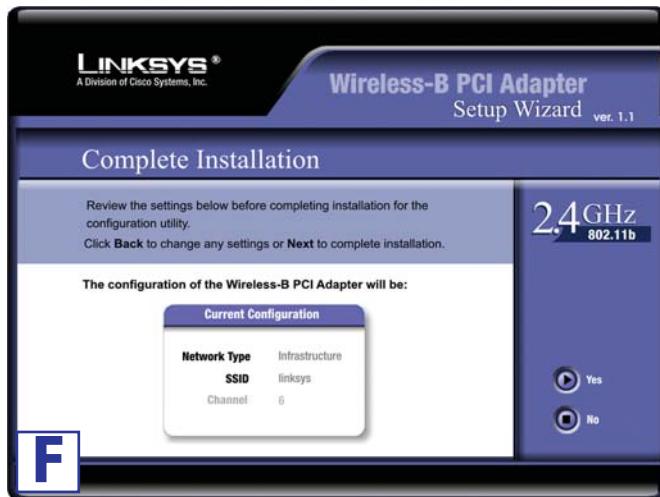 LINKSYS®
A Division of Cisco Systems, Inc.
Wireless-B PCI Adapter
Setup Wizard ver. 1.1
Complete Installation
Review the settings below before completing installation for the
configuration utility.
Click Back to change any settings or Next to complete installation.
2.4GHz
802.11b
The configuration of the Wireless-B PCI Adapter will be:
Current Configuration
Network Type Infrastructure
SSID linksys
Channel 6
Yes
No
F